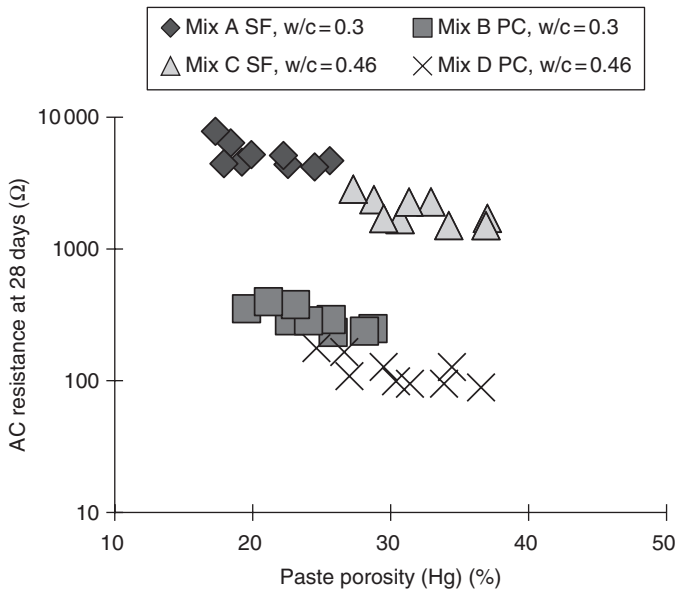 Mix A SF, w/c=0.3 Mix B PC, w/c=0.3
Mix C SF, w/c=0.46 Mix D PC, w/c=0.46
10 000
1000
100
10
AC resistance at 28 days (Ω)
10 20 30 40 50
Paste porosity (Hg) (%)